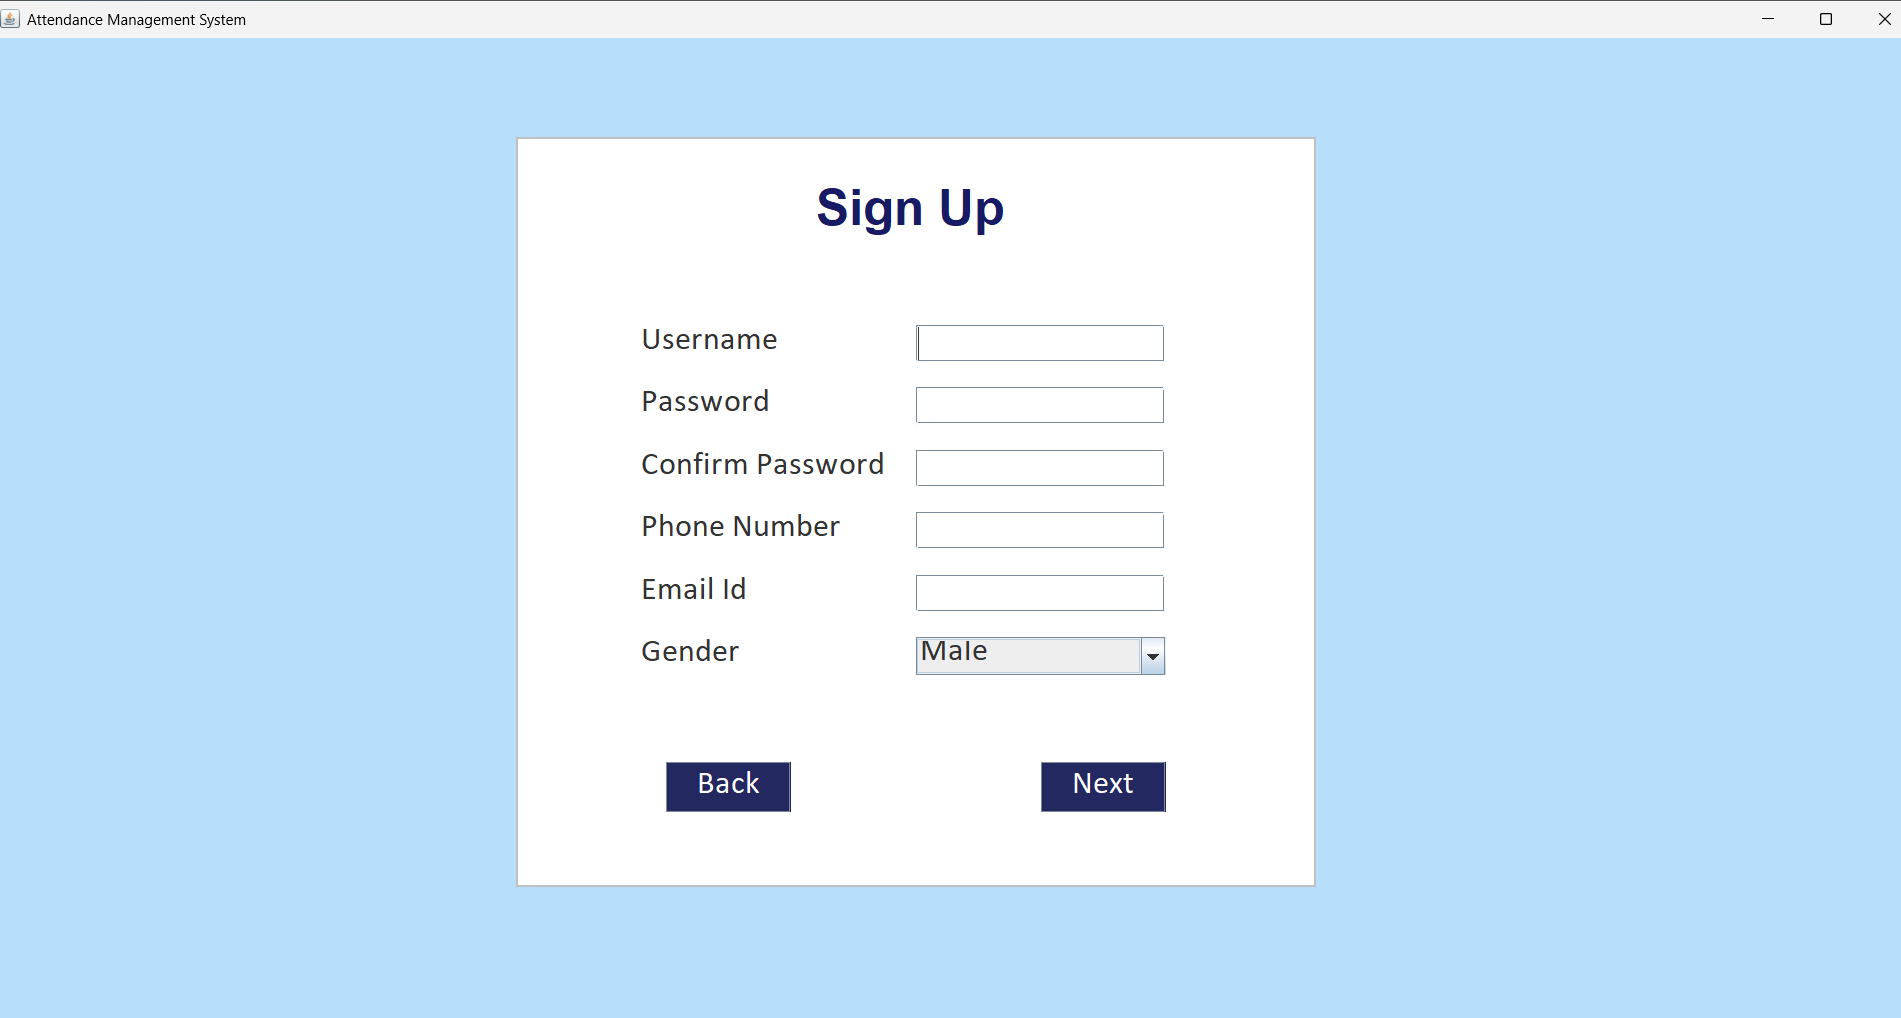 Attendance Management System
Sign Up
Username
Password
Confirm Password
Phone Number
Email Id
Gender Male
Back Next